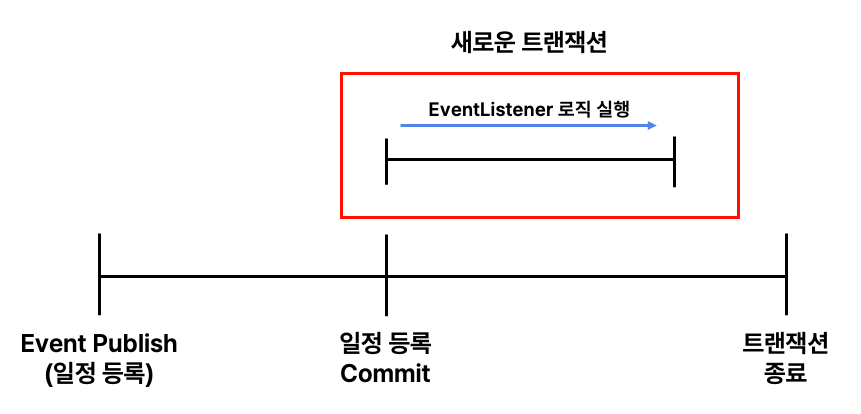 새로운 트랜잭션
EventListener 로직 실행
Event Publish
(일정 등록)
일정 등록
Commit
트랜잭션
종료